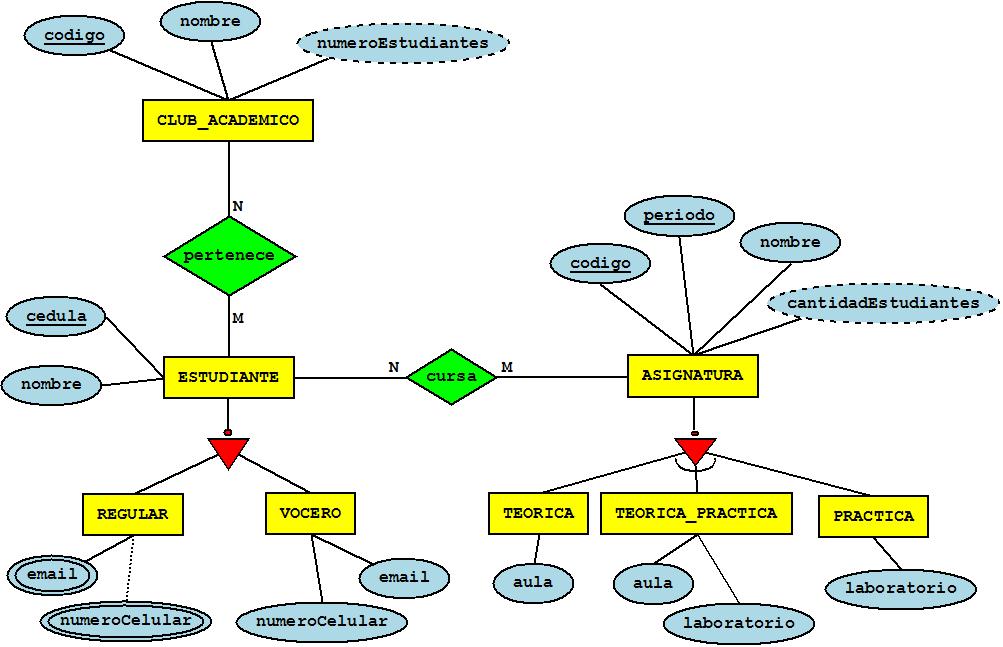 codigo
nombre
numeroEstudiantes
CLUB_ACADEMICO
N
pertenece
M
cedula
nombre
ESTUDIANTE
N
cursa
M
periodo
codigo
nombre
cantidadEstudiantes
ASIGNATURA
REGULAR
VOCERO
email
numeroCelular
email
numeroCelular
TEORICA
TEORICA_PRACTICA
PRACTICA
aula
aula
laboratorio
laboratorio